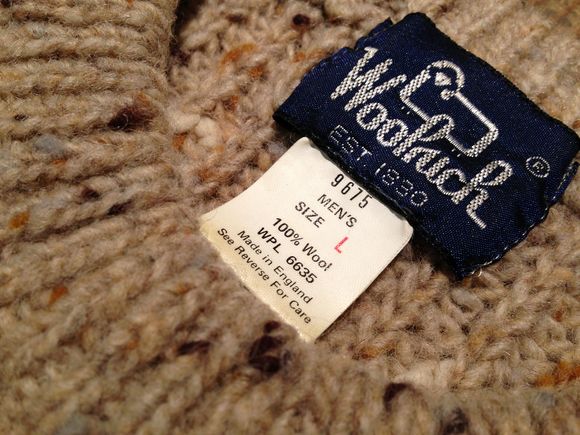 Woolrich
®
EST 1830
9675
MEN'S
SIZE L
100% Wool
WPL 6635
Made in England
See Reverse For Care